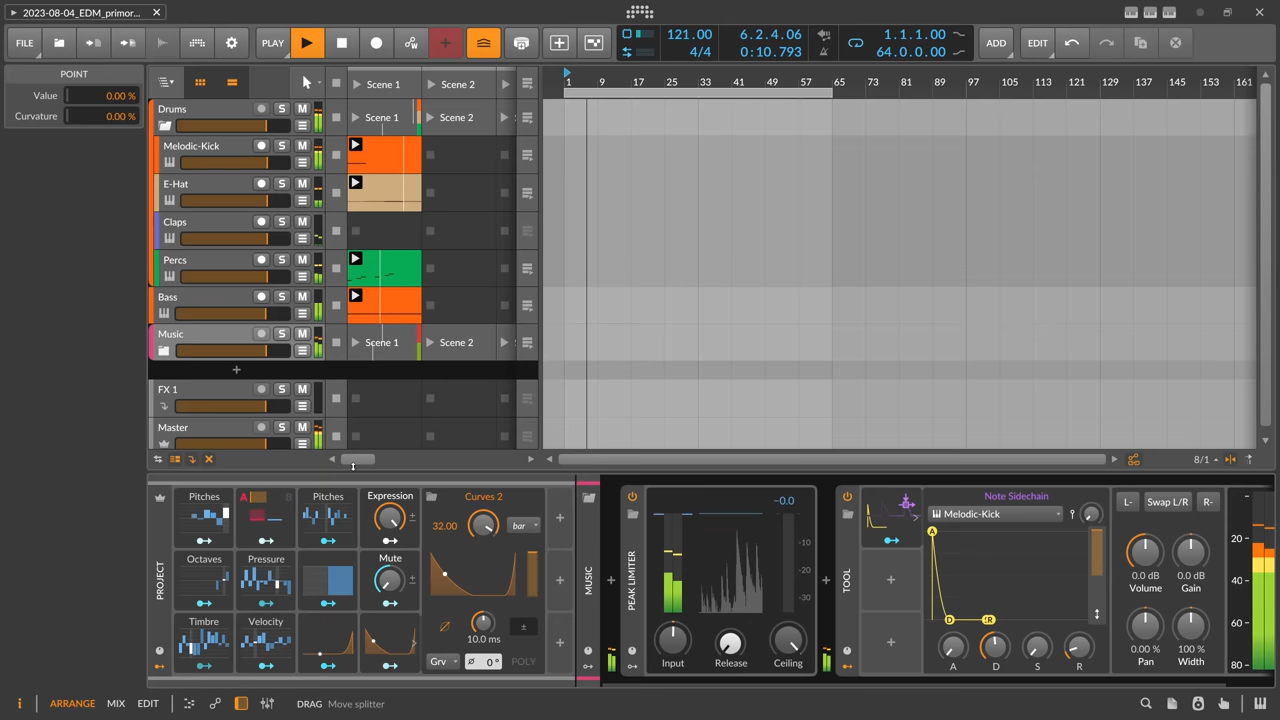 2023-08-04_EDM_primor...
FILE
PLAY
121.00
4/4
6.2.4.06
0:10.793
1.1.1.00
64.0.0.00
ADD
EDIT
POINT
Value
0.00 %
Curvature
0.00 %
Scene 1
Scene 2
1
9
17
25
33
41
49
57
65
73
81
89
97
105
113
121
129
137
145
153
161
Drums
S
M
Scene 1
Scene 2
Melodic-Kick
S
M
E-Hat
S
M
Claps
S
M
Percs
S
M
Bass
S
M
Music
S
M
Scene 1
Scene 2
+
FX 1
S
M
Master
S
M
8/1
PROJECT
Pitches
A
B
Pitches
Expression
Octaves
Pressure
Mute
Timbre
Velocity
Curves 2
32.00
bar
10.0 ms
Grv
Ø
0°
POLY
MUSIC
PEAK LIMITER
-0.0
-10
-20
-30
Input
Release
Ceiling
TOOL
Note Sidechain
Melodic-Kick
A
D
R
A
D
S
R
L-
Swap L/R
R-
0.0 dB
Volume
0.0 dB
Gain
0.00 %
Pan
100 %
Width
20
40
60
80
i
ARRANGE
MIX
EDIT
DRAG
Move splitter